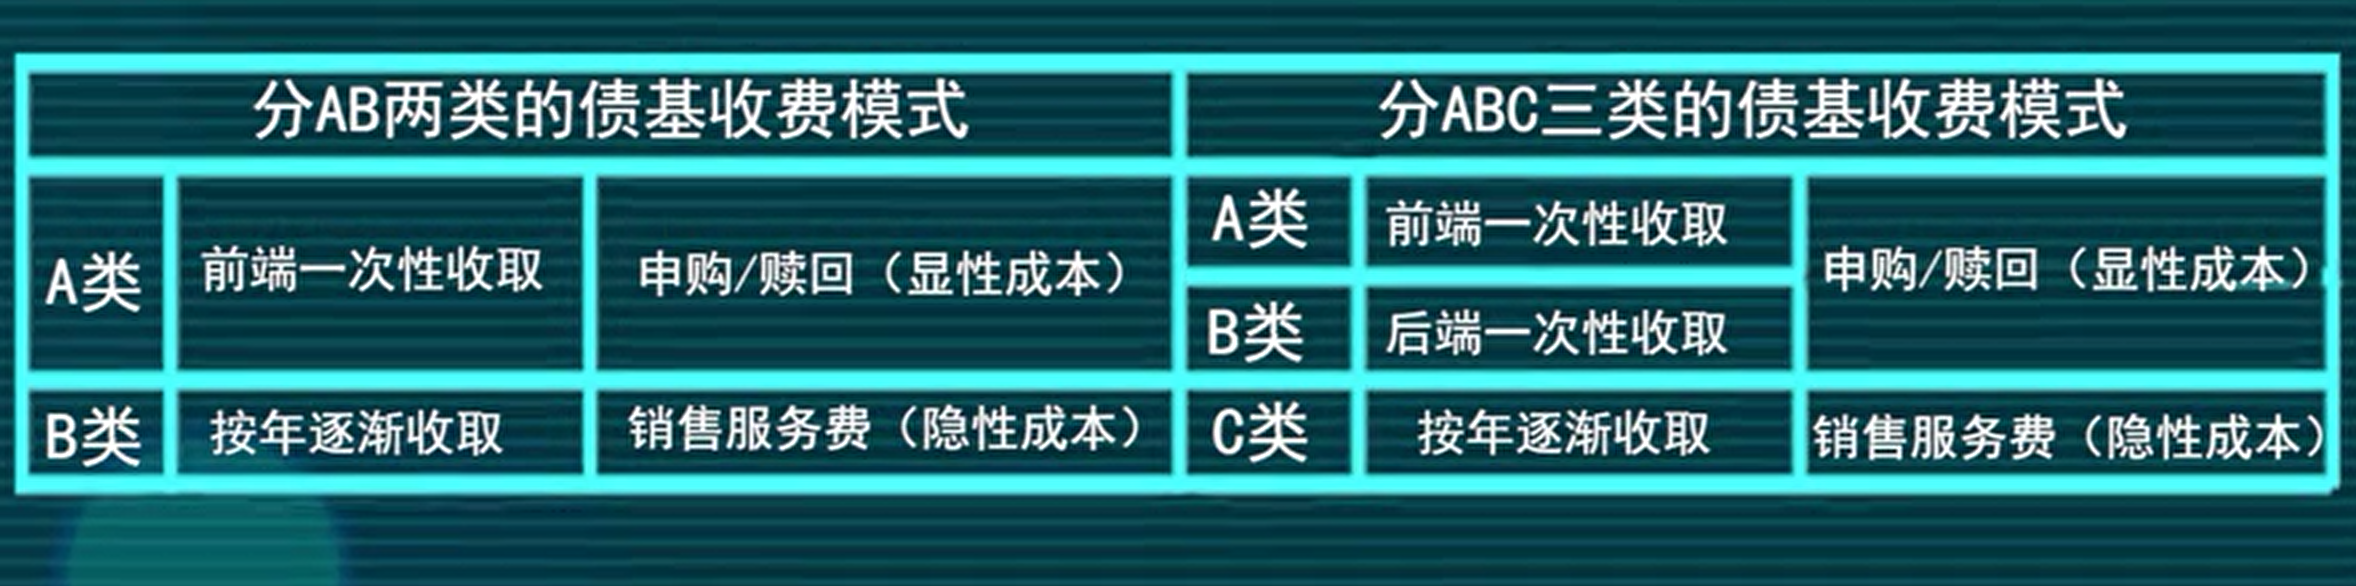 分AB两类的债基收费模式
分ABC三类的债基收费模式
A类
前端一次性收取
申购/赎回（显性成本）
B类
按年逐渐收取
销售服务费（隐性成本）
A类
前端一次性收取
申购/赎回（显性成本）
B类
后端一次性收取
C类
按年逐渐收取
销售服务费（隐性成本）